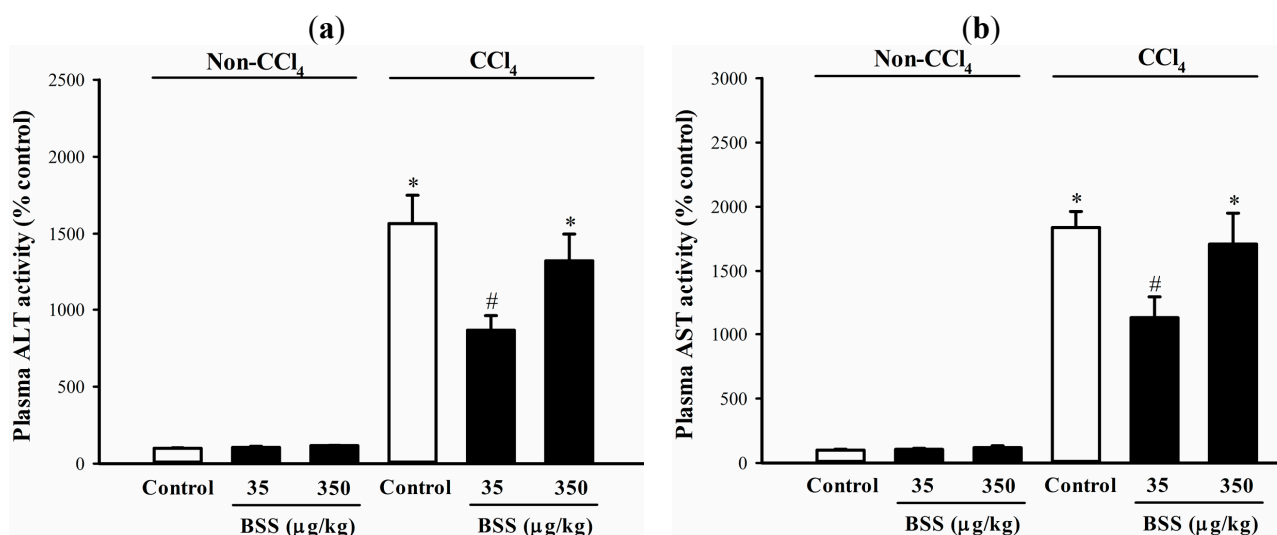 (a)
Non-CCl4 CCl4
Plasma ALT activity (% control)
2500
2000
1500
1000
500
0
* # *
Control 35 350 Control 35 350
BSS (µg/kg) BSS (µg/kg)
(b)
Non-CCl4 CCl4
Plasma AST activity (% control)
3000
2500
2000
1500
1000
500
0
* # *
Control 35 350 Control 35 350
BSS (µg/kg) BSS (µg/kg)